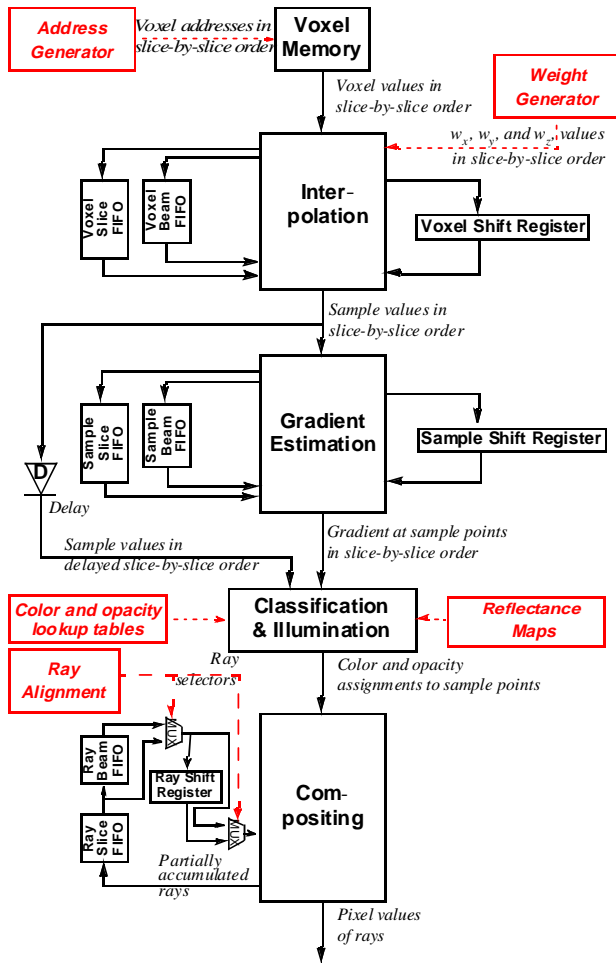 Address
Generator
Voxel addresses in
slice-by-slice order
Voxel
Memory
Weight
Generator
Voxel values in
slice-by-slice order
wx, wy, and wz, values
in slice-by-slice order
Voxel
Slice
FIFO
Voxel
Beam
FIFO
Inter-
polation
Voxel Shift Register
Sample values in
slice-by-slice order
Sample
Slice
FIFO
Sample
Beam
FIFO
Gradient
Estimation
Sample Shift Register
D
Delay
Sample values in
delayed slice-by-slice order
Gradient at sample points
in slice-by-slice order
Color and opacity
lookup tables
Classification
& Illumination
Reflectance
Maps
Ray
Alignment
Ray
selectors
Color and opacity
assignments to sample points
MUX
Ray
Beam
FIFO
Ray Shift
Register
Ray
Slice
FIFO
MUX
Com-
positing
Partially
accumulated
rays
Pixel values
of rays